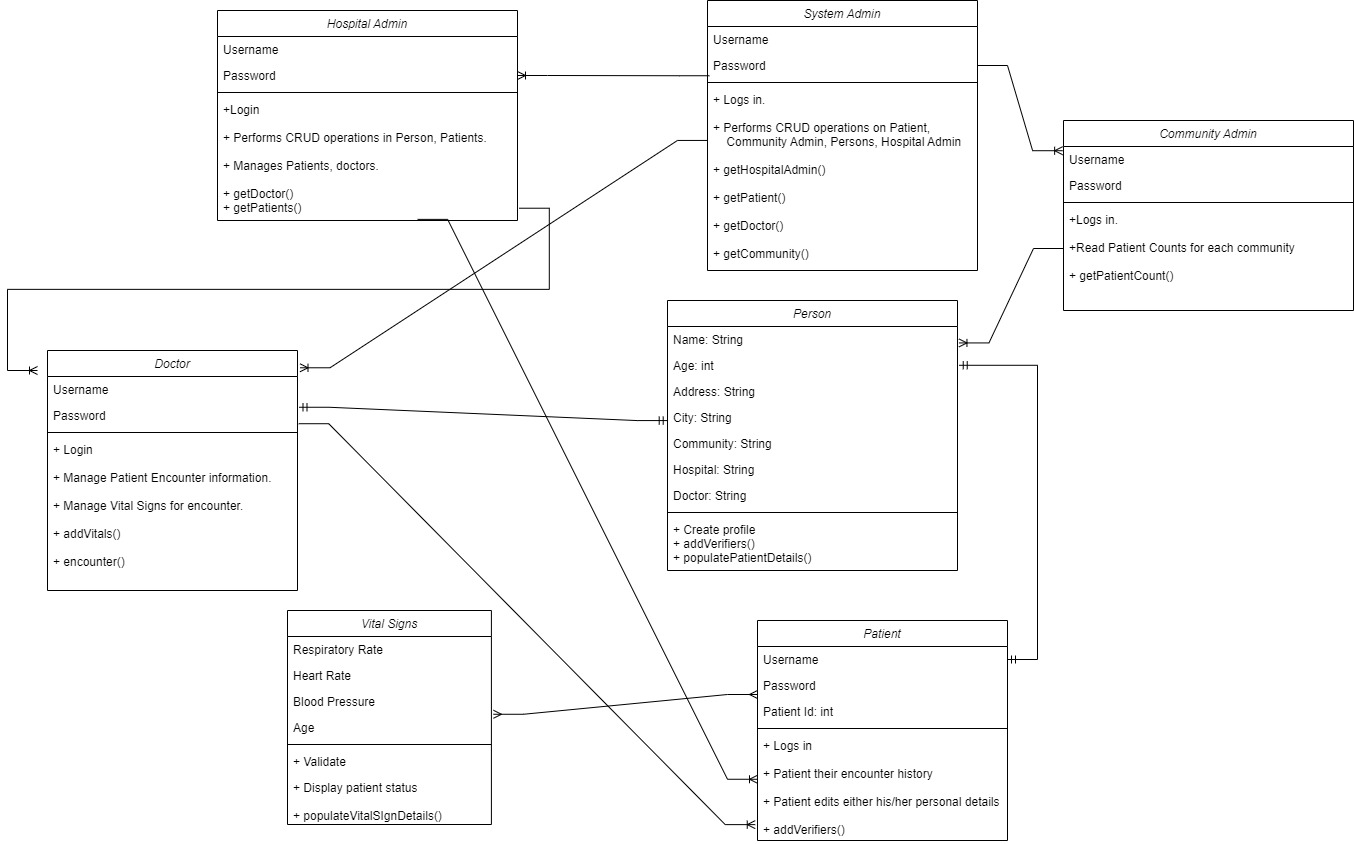 Hospital Admin
Username
Password
+Login
+ Performs CRUD operations in Person, Patients.
+ Manages Patients, doctors.
+ getDoctor()
+ getPatients()
System Admin
Username
Password
+ Logs in.
+ Performs CRUD operations on Patient,
Community Admin, Persons, Hospital Admin
+ getHospitalAdmin()
+ getPatient()
+ getDoctor()
+ getCommunity()
Community Admin
Username
Password
+Logs in.
+Read Patient Counts for each community
+ getPatientCount()
Doctor
Username
Password
+ Login
+ Manage Patient Encounter information.
+ Manage Vital Signs for encounter.
+ addVitals()
+ encounter()
Person
Name: String
Age: int
Address: String
City: String
Community: String
Hospital: String
Doctor: String
+ Create profile
+ addVerifiers()
+ populatePatientDetails()
Vital Signs
Respiratory Rate
Heart Rate
Blood Pressure
Age
+ Validate
+ Display patient status
+ populateVitalSIgnDetails()
Patient
Username
Password
Patient Id: int
+ Logs in
+ Patient their encounter history
+ Patient edits either his/her personal details
+ addVerifiers()